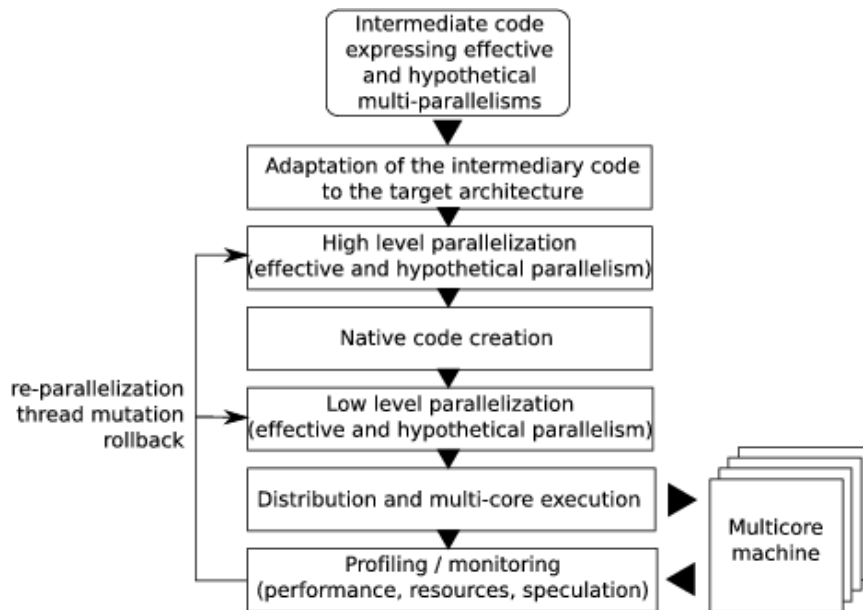 Intermediate code
expressing effective
and hypothetical
multi-parallelisms
Adaptation of the intermediary code
to the target architecture
High level parallelization
(effective and hypothetical parallelism)
Native code creation
re-parallelization
thread mutation
rollback
Low level parallelization
(effective and hypothetical parallelism)
Distribution and multi-core execution
Multicore
machine
Profiling / monitoring
(performance, resources, speculation)